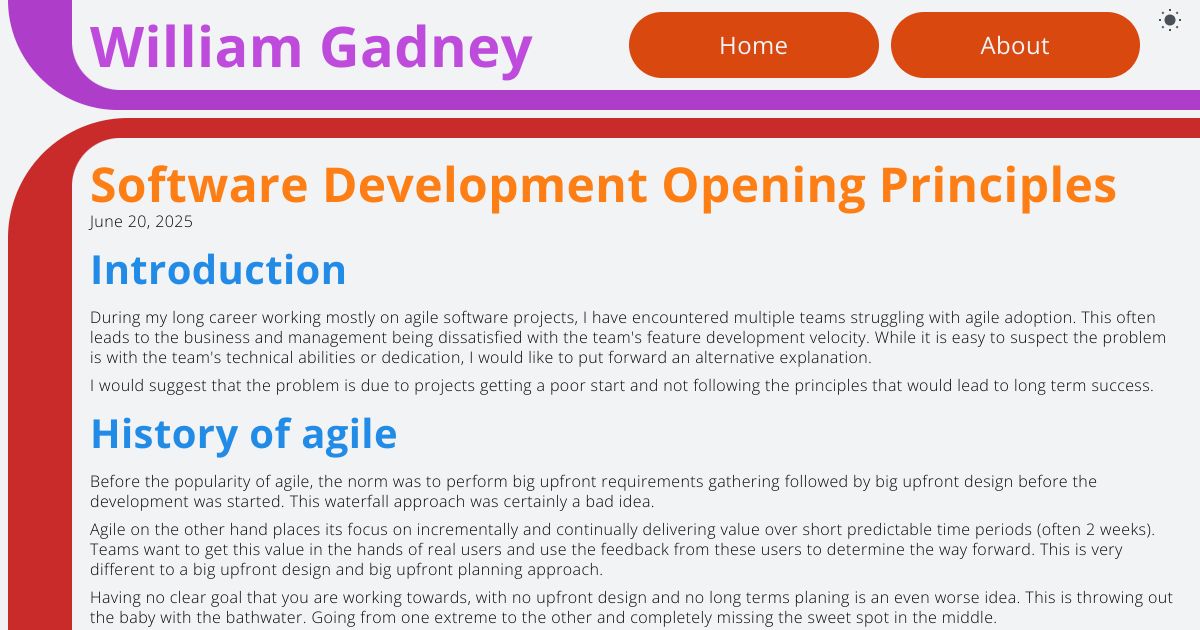 William Gadney
Home
About
Software Development Opening Principles
June 20, 2025
Introduction
During my long career working mostly on agile software projects, I have encountered multiple teams struggling with agile adoption. This often
leads to the business and management being dissatisfied with the team's feature development velocity. While it is easy to suspect the problem
is with the team's technical abilities or dedication, I would like to put forward an alternative explanation.
I would suggest that the problem is due to projects getting a poor start and not following the principles that would lead to long term success.
History of agile
Before the popularity of agile, the norm was to perform big upfront requirements gathering followed by big upfront design before the
development was started. This waterfall approach was certainly a bad idea.
Agile on the other hand places its focus on incrementally and continually delivering value over short predictable time periods (often 2 weeks).
Teams want to get this value in the hands of real users and use the feedback from these users to determine the way forward. This is very
different to a big upfront design and big upfront planning approach.
Having no clear goal that you are working towards, with no upfront design and no long terms planing is an even worse idea. This is throwing out
the baby with the bathwater. Going from one extreme to the other and completely missing the sweet spot in the middle.